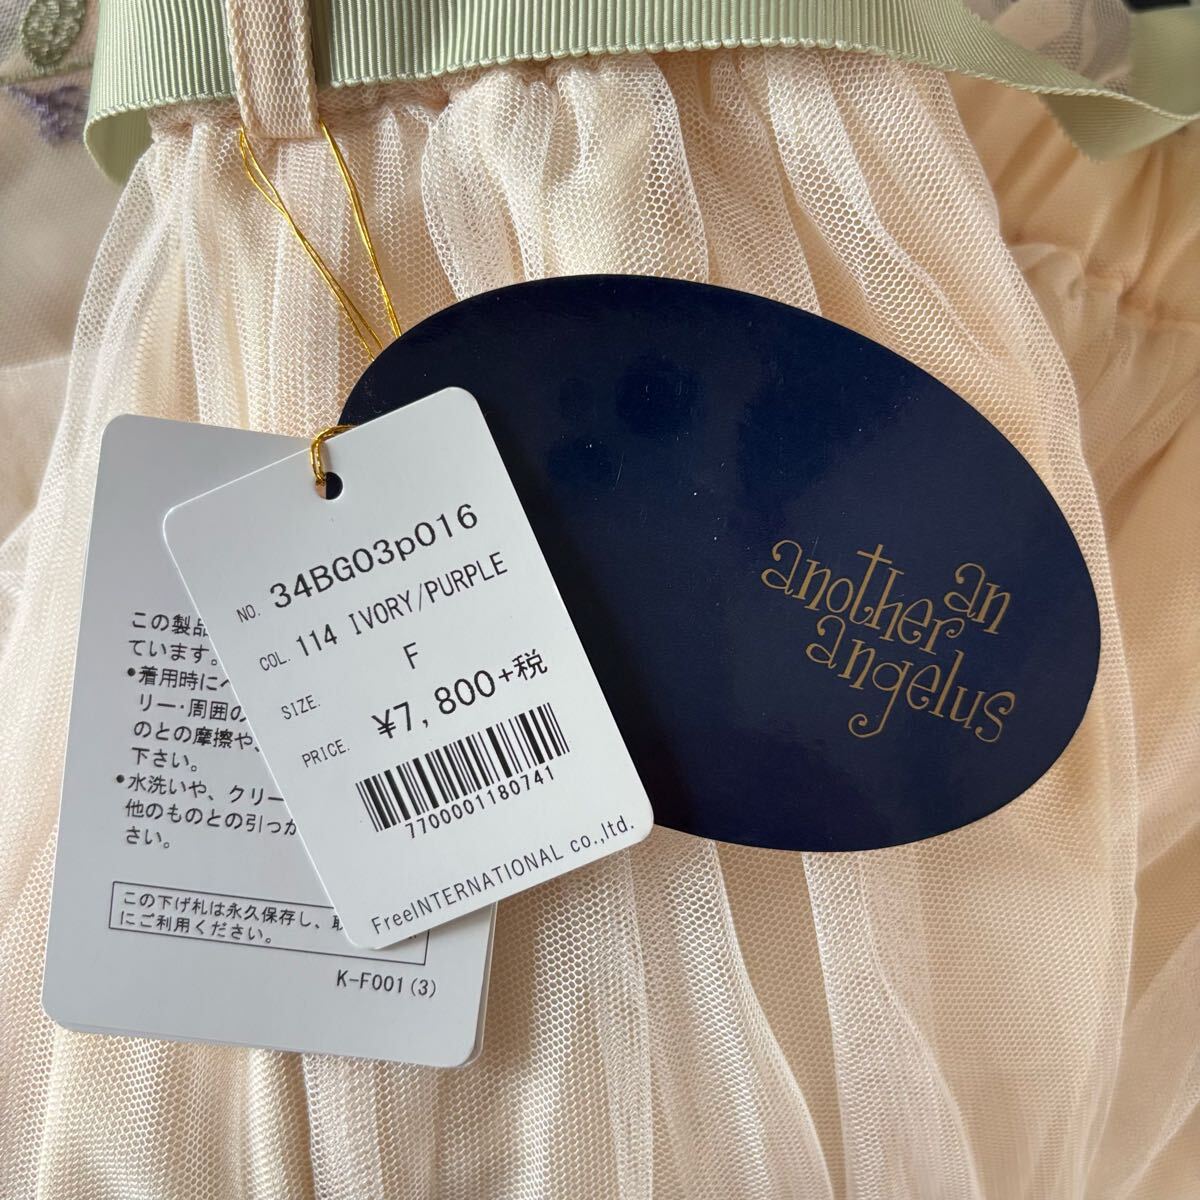 NO. 34BG03p016
COL. 114 IVORY/PURPLE
SIZE. F
PRICE. ¥7,800+税
7700001180741
FreeINTERNATIONAL co.,ltd.
an
another
angelus
この製品
ています。
•着用時に
リー・周囲の
のとの摩擦や、
下さい。
•水洗いや、クリー
他のものとの引っか
さい。
この下げ札は永久保存し、取
にご利用ください。
K-F001(3)